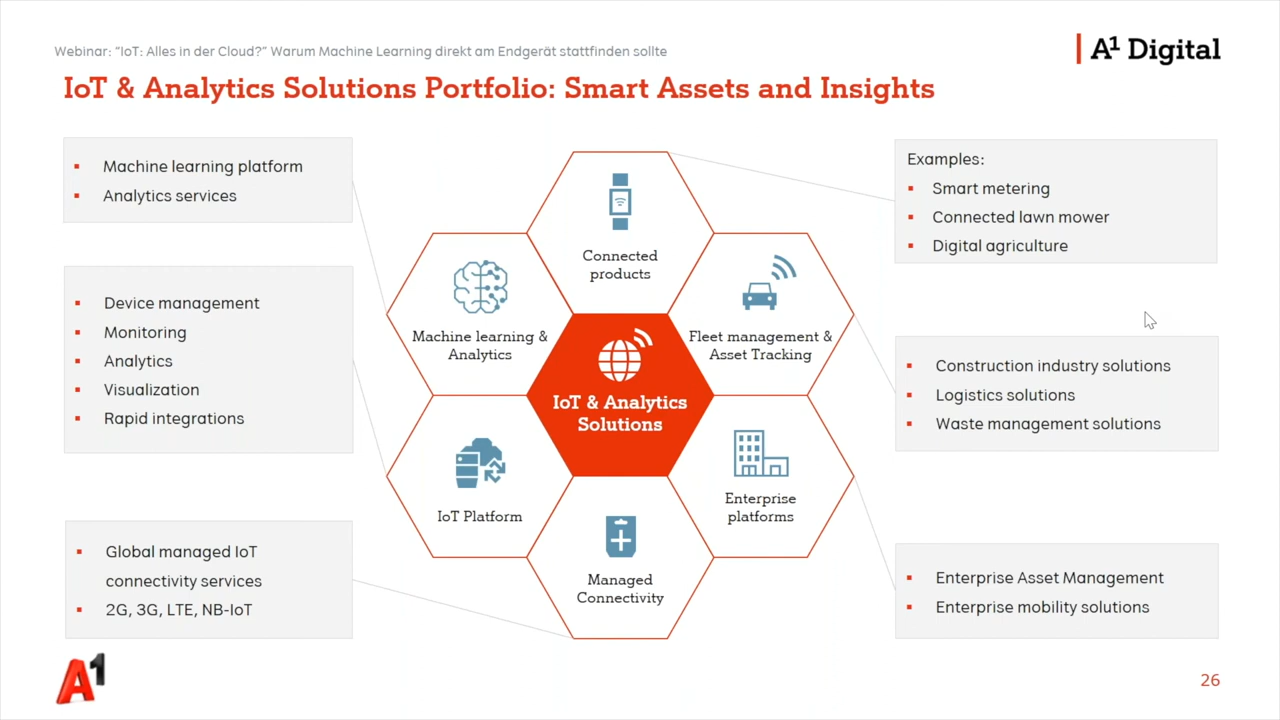 Webinar: “IoT: Alles in der Cloud?” Warum Machine Learning direkt am Endgerät stattfinden sollte
A¹ Digital
IoT & Analytics Solutions Portfolio: Smart Assets and Insights
Machine learning platform
Analytics services
Device management
Monitoring
Analytics
Visualization
Rapid integrations
Global managed IoT
connectivity services
2G, 3G, LTE, NB-IoT
Connected
products
Machine learning &
Analytics
Fleet management &
Asset Tracking
IoT & Analytics
Solutions
IoT Platform
Enterprise
platforms
Managed
Connectivity
Examples:
Smart metering
Connected lawn mower
Digital agriculture
Construction industry solutions
Logistics solutions
Waste management solutions
Enterprise Asset Management
Enterprise mobility solutions
A1
26